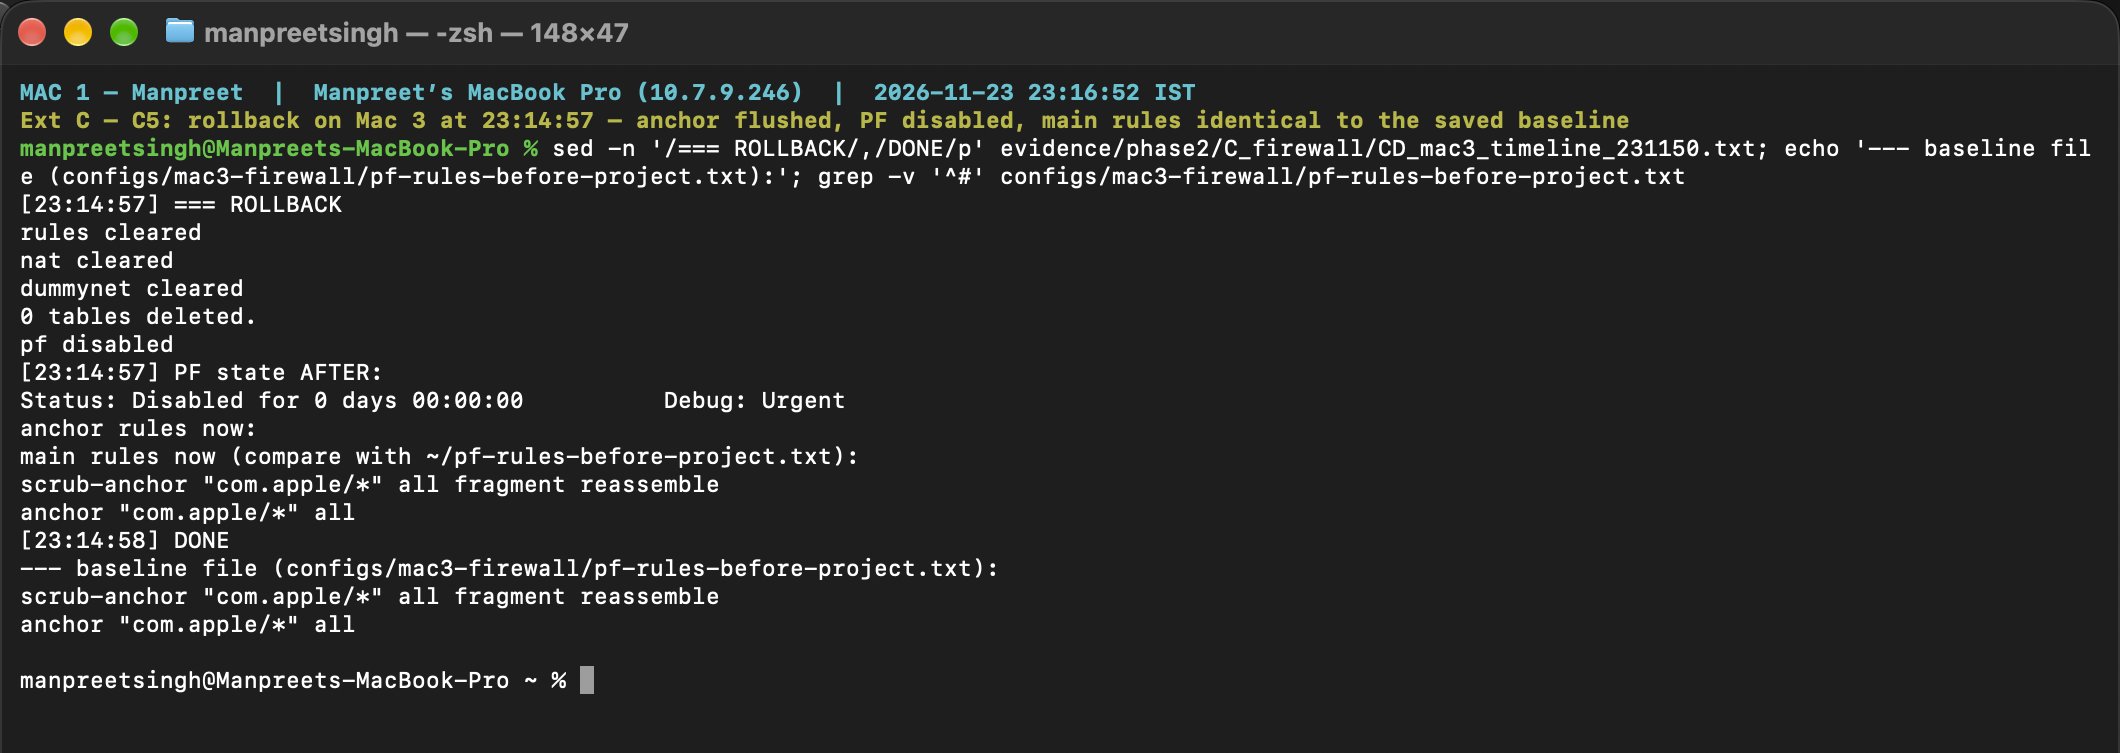 manpreetsingh — -zsh — 148×47
MAC 1 — Manpreet  |  Manpreet’s MacBook Pro (10.7.9.246)  |  2026-11-23 23:16:52 IST
Ext C — C5: rollback on Mac 3 at 23:14:57 — anchor flushed, PF disabled, main rules identical to the saved baseline
manpreetsingh@Manpreets-MacBook-Pro % sed -n '/=== ROLLBACK/,/DONE/p' evidence/phase2/C_firewall/CD_mac3_timeline_231150.txt; echo '--- baseline fil
e (configs/mac3-firewall/pf-rules-before-project.txt):'; grep -v '^#' configs/mac3-firewall/pf-rules-before-project.txt
[23:14:57] === ROLLBACK
rules cleared
nat cleared
dummynet cleared
0 tables deleted.
pf disabled
[23:14:57] PF state AFTER:
Status: Disabled for 0 days 00:00:00          Debug: Urgent
anchor rules now:
main rules now (compare with ~/pf-rules-before-project.txt):
scrub-anchor "com.apple/*" all fragment reassemble
anchor "com.apple/*" all
[23:14:58] DONE
--- baseline file (configs/mac3-firewall/pf-rules-before-project.txt):
scrub-anchor "com.apple/*" all fragment reassemble
anchor "com.apple/*" all
manpreetsingh@Manpreets-MacBook-Pro ~ %